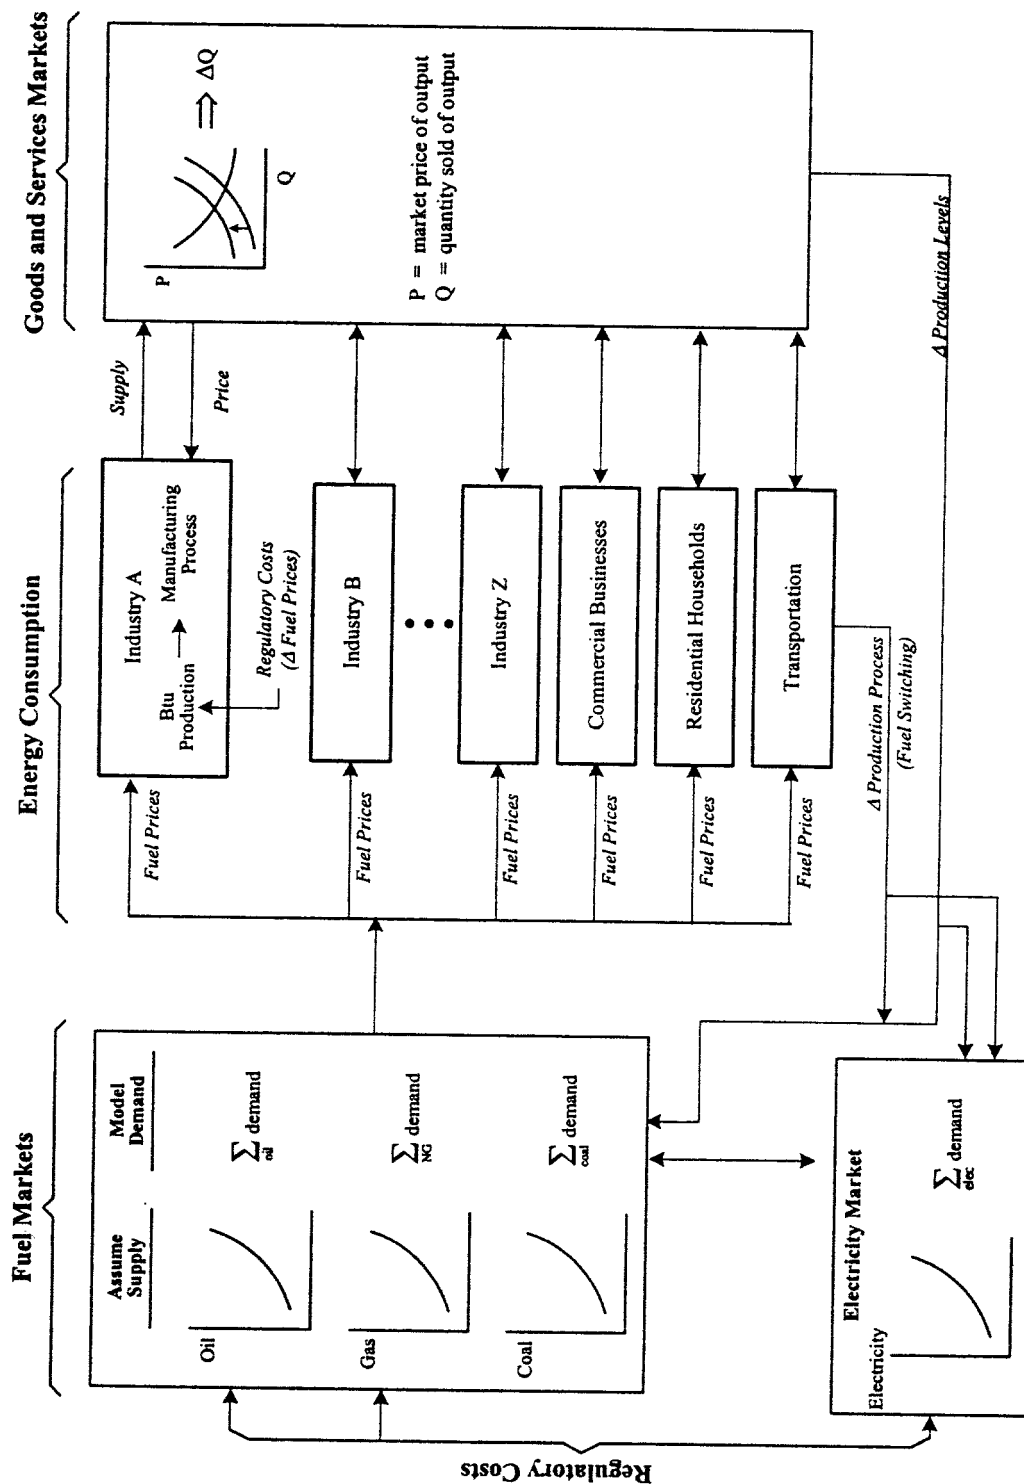 Fuel Markets
Energy Consumption
Goods and Services Markets
Regulatory Costs
Assume
Supply
Model
Demand
Oil
∑ demand
oil
Gas
∑ demand
NG
Coal
∑ demand
coal
Electricity Market
Electricity
∑ demand
elec
Fuel Prices
Industry A
Btu
Production
Manufacturing
Process
Regulatory Costs
(Δ Fuel Prices)
Supply
Price
Fuel Prices
Industry B
Fuel Prices
Industry Z
Fuel Prices
Commercial Businesses
Fuel Prices
Residential Households
Fuel Prices
Transportation
Δ Production Process
(Fuel Switching)
P
Q
⇒ ΔQ
P = market price of output
Q = quantity sold of output
Δ Production Levels